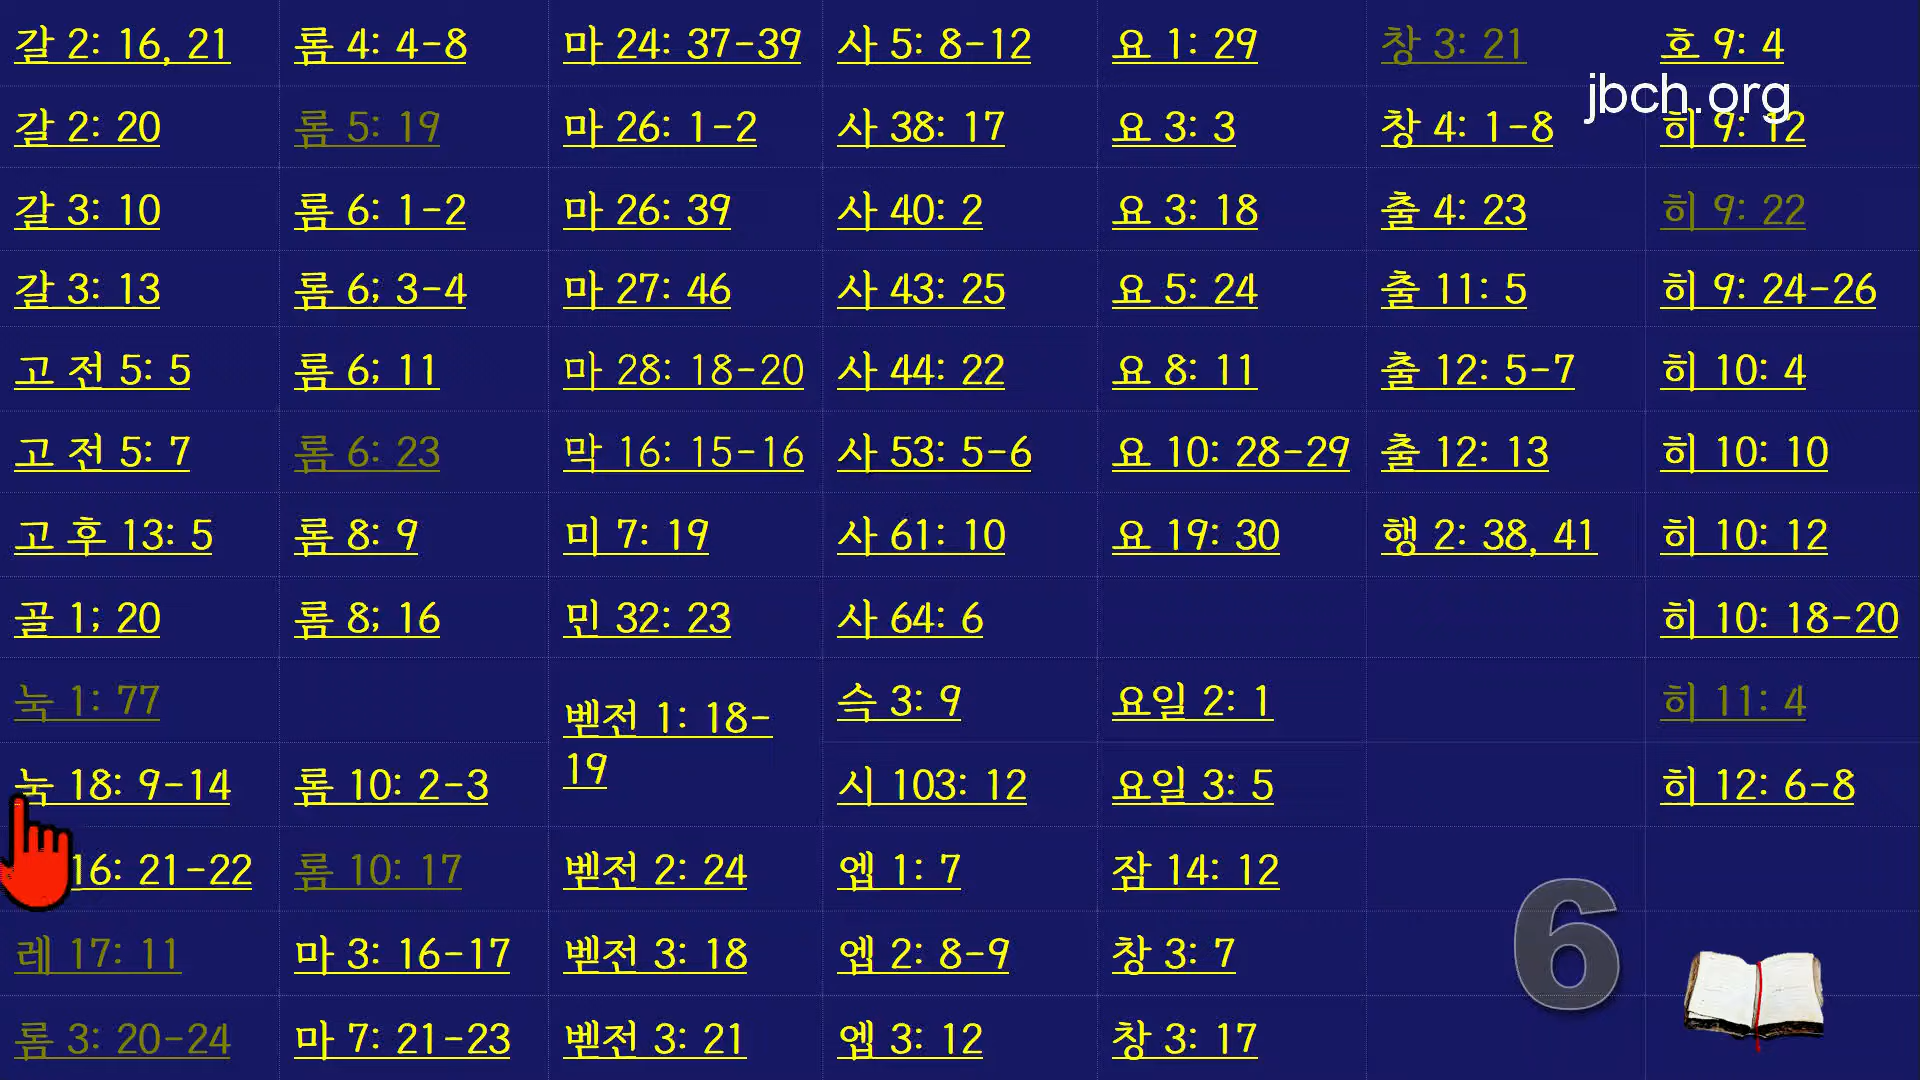 갈 2: 16, 21 롬 4: 4-8 마 24: 37-39 사 5: 8-12 요 1: 29 창 3: 21 호 9: 4
jbch.org
갈 2: 20 롬 5: 19 마 26: 1-2 사 38: 17 요 3: 3 창 4: 1-8 히 9: 12
갈 3: 10 롬 6: 1-2 마 26: 39 사 40: 2 요 3: 18 출 4: 23 히 9: 22
갈 3: 13 롬 6; 3-4 마 27: 46 사 43: 25 요 5: 24 출 11: 5 히 9: 24-26
고 전 5: 5 롬 6; 11 마 28: 18-20 사 44: 22 요 8: 11 출 12: 5-7 히 10: 4
고 전 5: 7 롬 6: 23 막 16: 15-16 사 53: 5-6 요 10: 28-29 출 12: 13 히 10: 10
고 후 13: 5 롬 8: 9 미 7: 19 사 61: 10 요 19: 30 행 2: 38, 41 히 10: 12
골 1; 20 롬 8; 16 민 32: 23 사 64: 6 히 10: 18-20
눅 1: 77 벧전 1: 18- 슥 3: 9 요일 2: 1 히 11: 4
19
눅 18: 9-14 롬 10: 2-3 시 103: 12 요일 3: 5 히 12: 6-8
16: 21-22 롬 10: 17 벧전 2: 24 엡 1: 7 잠 14: 12
레 17: 11 마 3: 16-17 벧전 3: 18 엡 2: 8-9 창 3: 7
6
롬 3: 20-24 마 7: 21-23 벧전 3: 21 엡 3: 12 창 3: 17